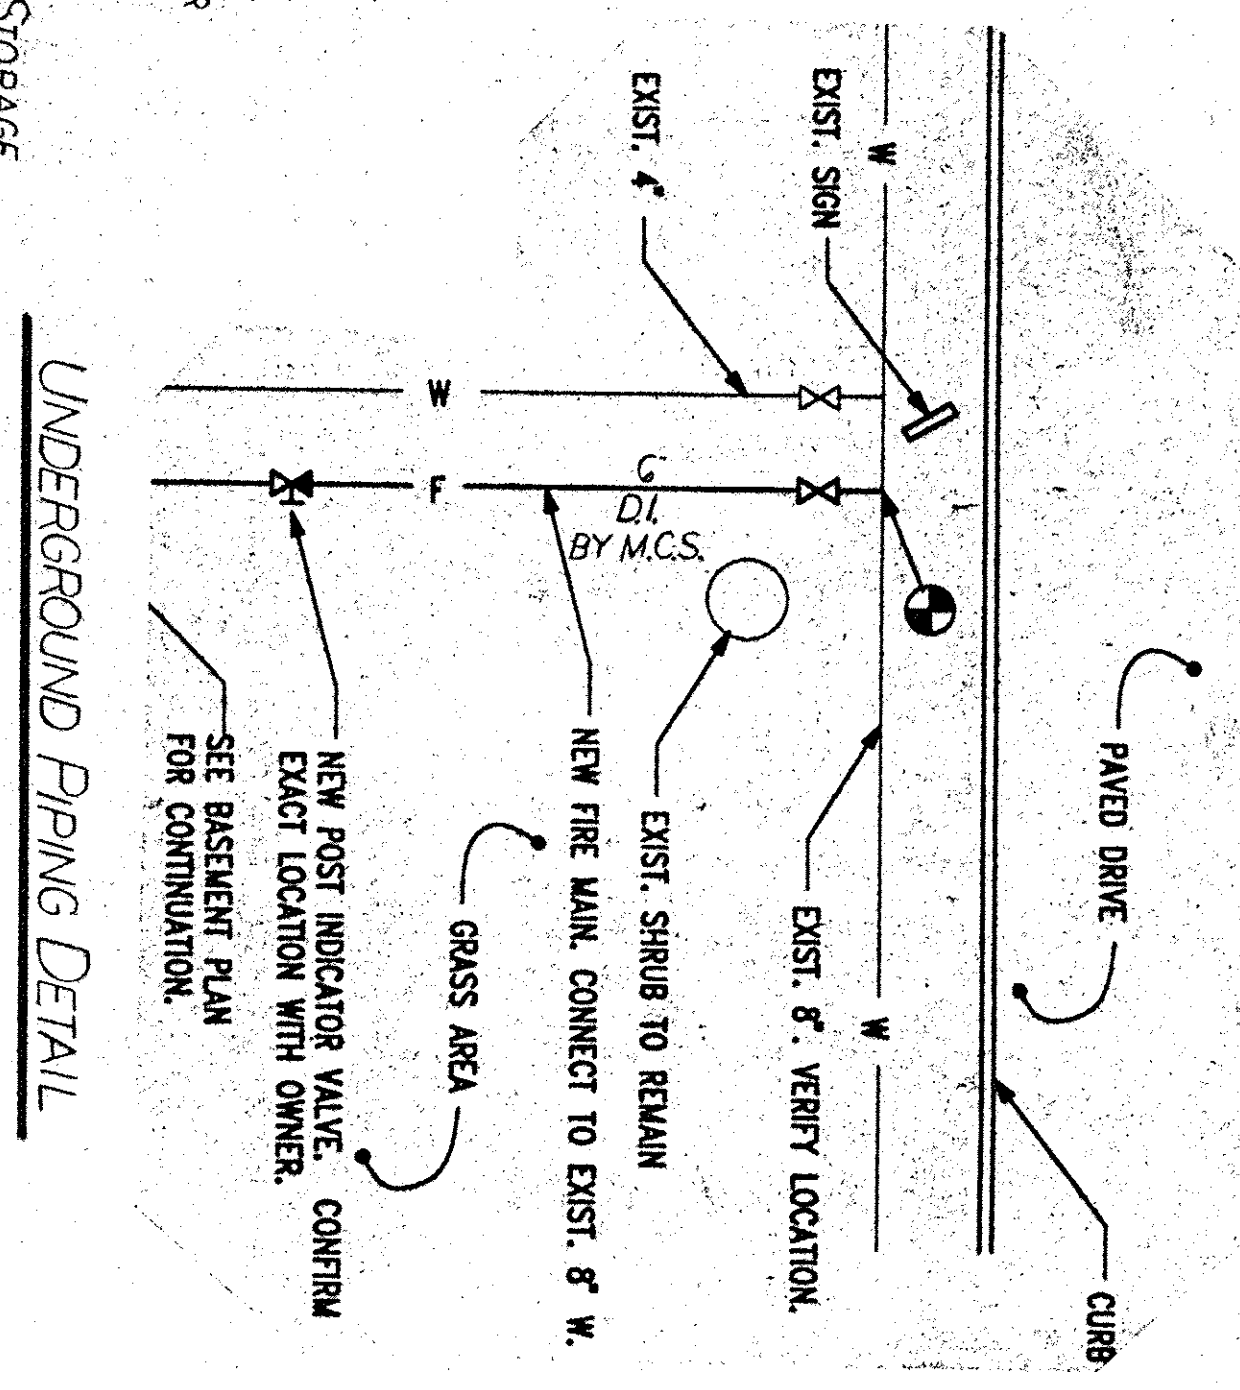 STORAGE
EXIST. 4"
EXIST. SIGN
W
W
F
6"
D.I.
BY M.C.S.
PAVED DRIVE
CURB
EXIST. 8". VERIFY LOCATION.
W
EXIST. SHRUB TO REMAIN
NEW FIRE MAIN. CONNECT TO EXIST. 8" W.
GRASS AREA
NEW POST INDICATOR VALVE. CONFIRM
EXACT LOCATION WITH OWNER.
SEE BASEMENT PLAN
FOR CONTINUATION.
UNDERGROUND PIPING DETAIL